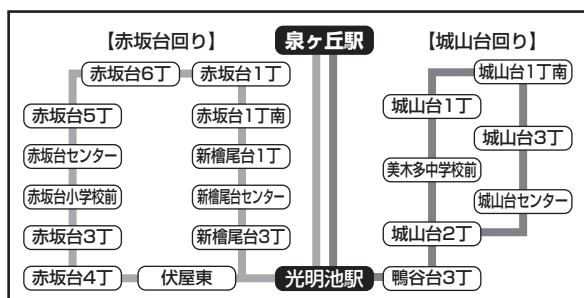 【赤坂台回り】
泉ヶ丘駅
【城山台回り】
赤坂台6丁
赤坂台1丁
城山台1丁南
赤坂台5丁
赤坂台1丁南
城山台1丁
城山台3丁
赤坂台センター
新檜尾台1丁
美木多中学校前
赤坂台小学校前
新檜尾台センター
城山台センター
赤坂台3丁
新檜尾台3丁
城山台2丁
赤坂台4丁
伏屋東
光明池駅
鴨谷台3丁